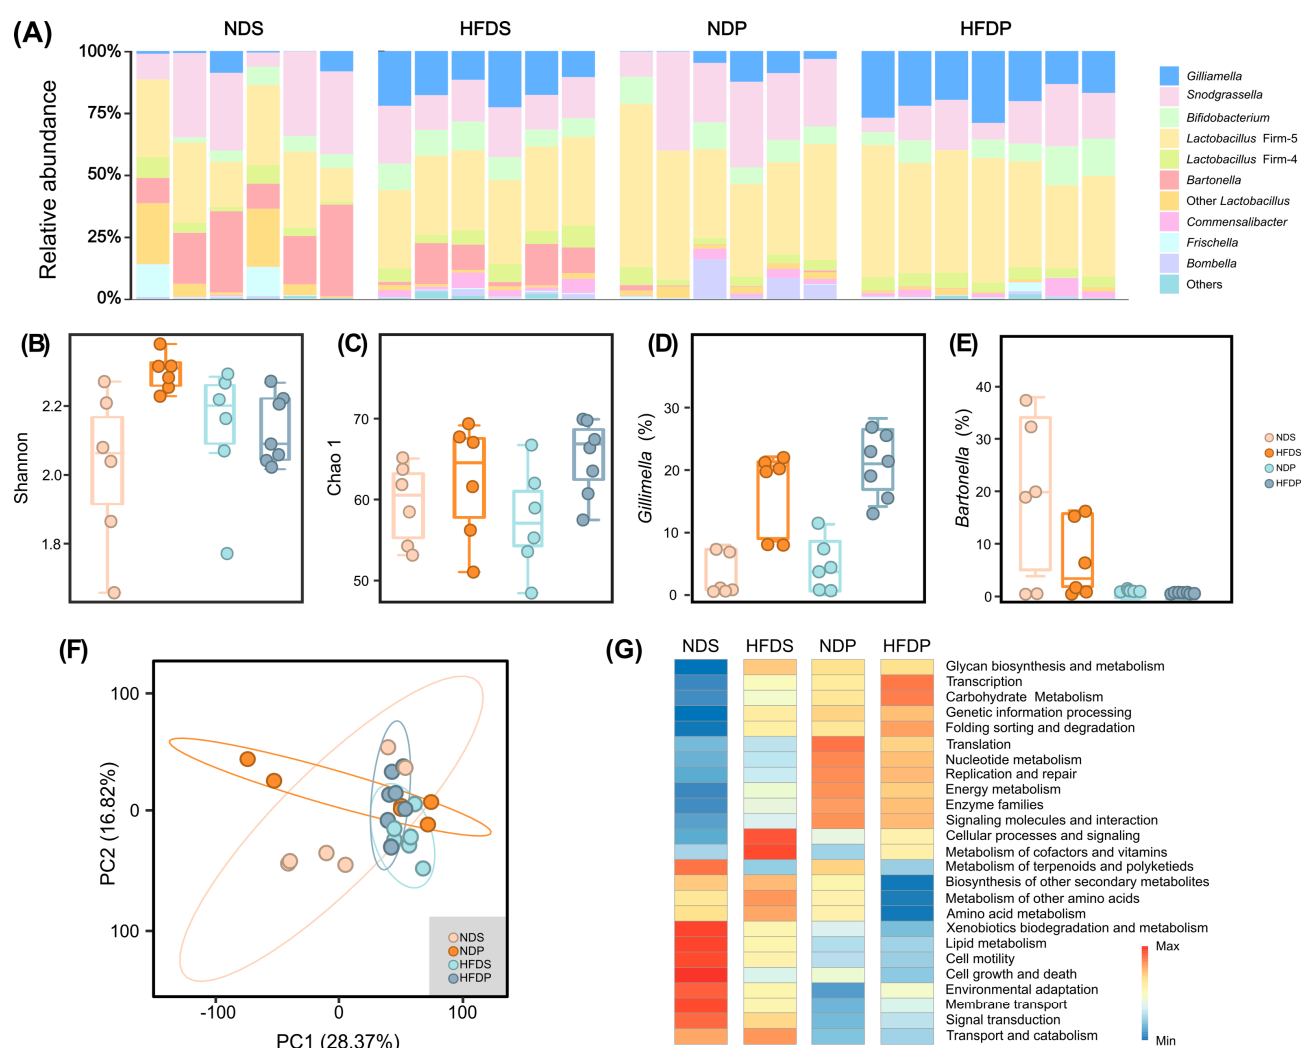 (A)
NDS HFDS NDP HFDP
Relative abundance
100%
75%
50%
25%
0%
Gilliamella
Snodgrassella
Bifidobacterium
Lactobacillus Firm-5
Lactobacillus Firm-4
Bartonella
Other Lactobacillus
Commensalibacter
Frischella
Bombella
Others
(B)
Shannon
2.2
2.0
1.8
(C)
Chao 1
70
60
50
(D)
Gillimella (%)
30
20
10
0
(E)
Bartonella (%)
40
30
20
10
0
NDS
HFDS
NDP
HFDP
(F)
PC2 (16.82%)
100
0
100
-100 0 100
PC1 (28.37%)
NDS
NDP
HFDS
HFDP
(G)
NDS HFDS NDP HFDP
Glycan biosynthesis and metabolism
Transcription
Carbohydrate Metabolism
Genetic information processing
Folding sorting and degradation
Translation
Nucleotide metabolism
Replication and repair
Energy metabolism
Enzyme families
Signaling molecules and interaction
Cellular processes and signaling
Metabolism of cofactors and vitamins
Metabolism of terpenoids and polyketieds
Biosynthesis of other secondary metabolites
Metabolism of other amino acids
Amino acid metabolism
Xenobiotics biodegradation and metabolism
Lipid metabolism
Cell motility
Cell growth and death
Environmental adaptation
Membrane transport
Signal transduction
Transport and catabolism
Max
Min